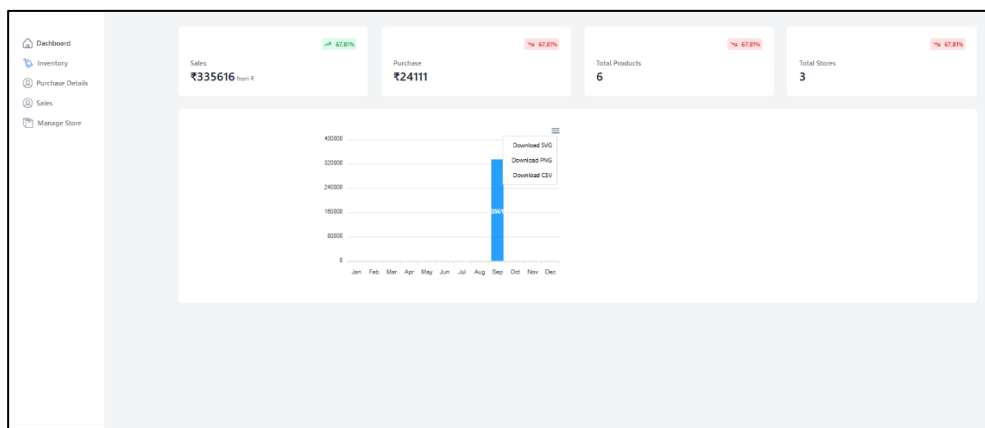 Dashboard
Inventory
Purchase Details
Sales
Manage Store
67.81%
Sales
₹335616 from ₹
67.81%
Purchase
₹24111
67.81%
Total Products
6
67.81%
Total Stores
3
Download SVG
Download PNG
Download CSV
400000
320000
240000
160000
80000
0
Jan Feb Mar Apr May Jun Jul Aug Sep Oct Nov Dec